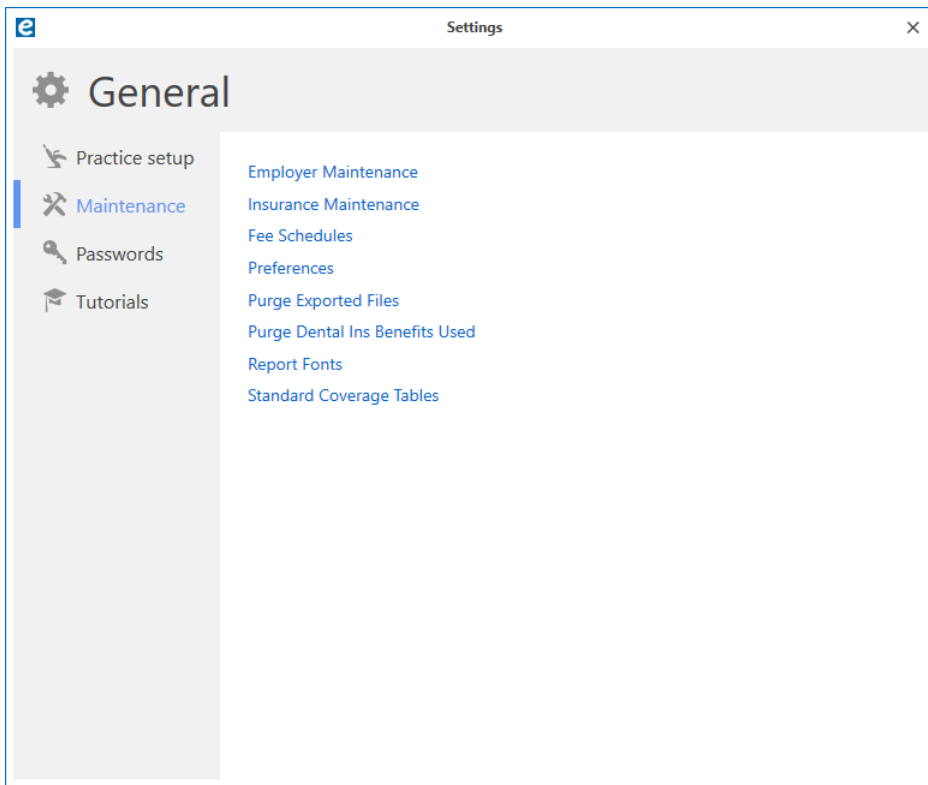 Settings
General
Practice setup
Maintenance
Passwords
Tutorials
Employer Maintenance
Insurance Maintenance
Fee Schedules
Preferences
Purge Exported Files
Purge Dental Ins Benefits Used
Report Fonts
Standard Coverage Tables